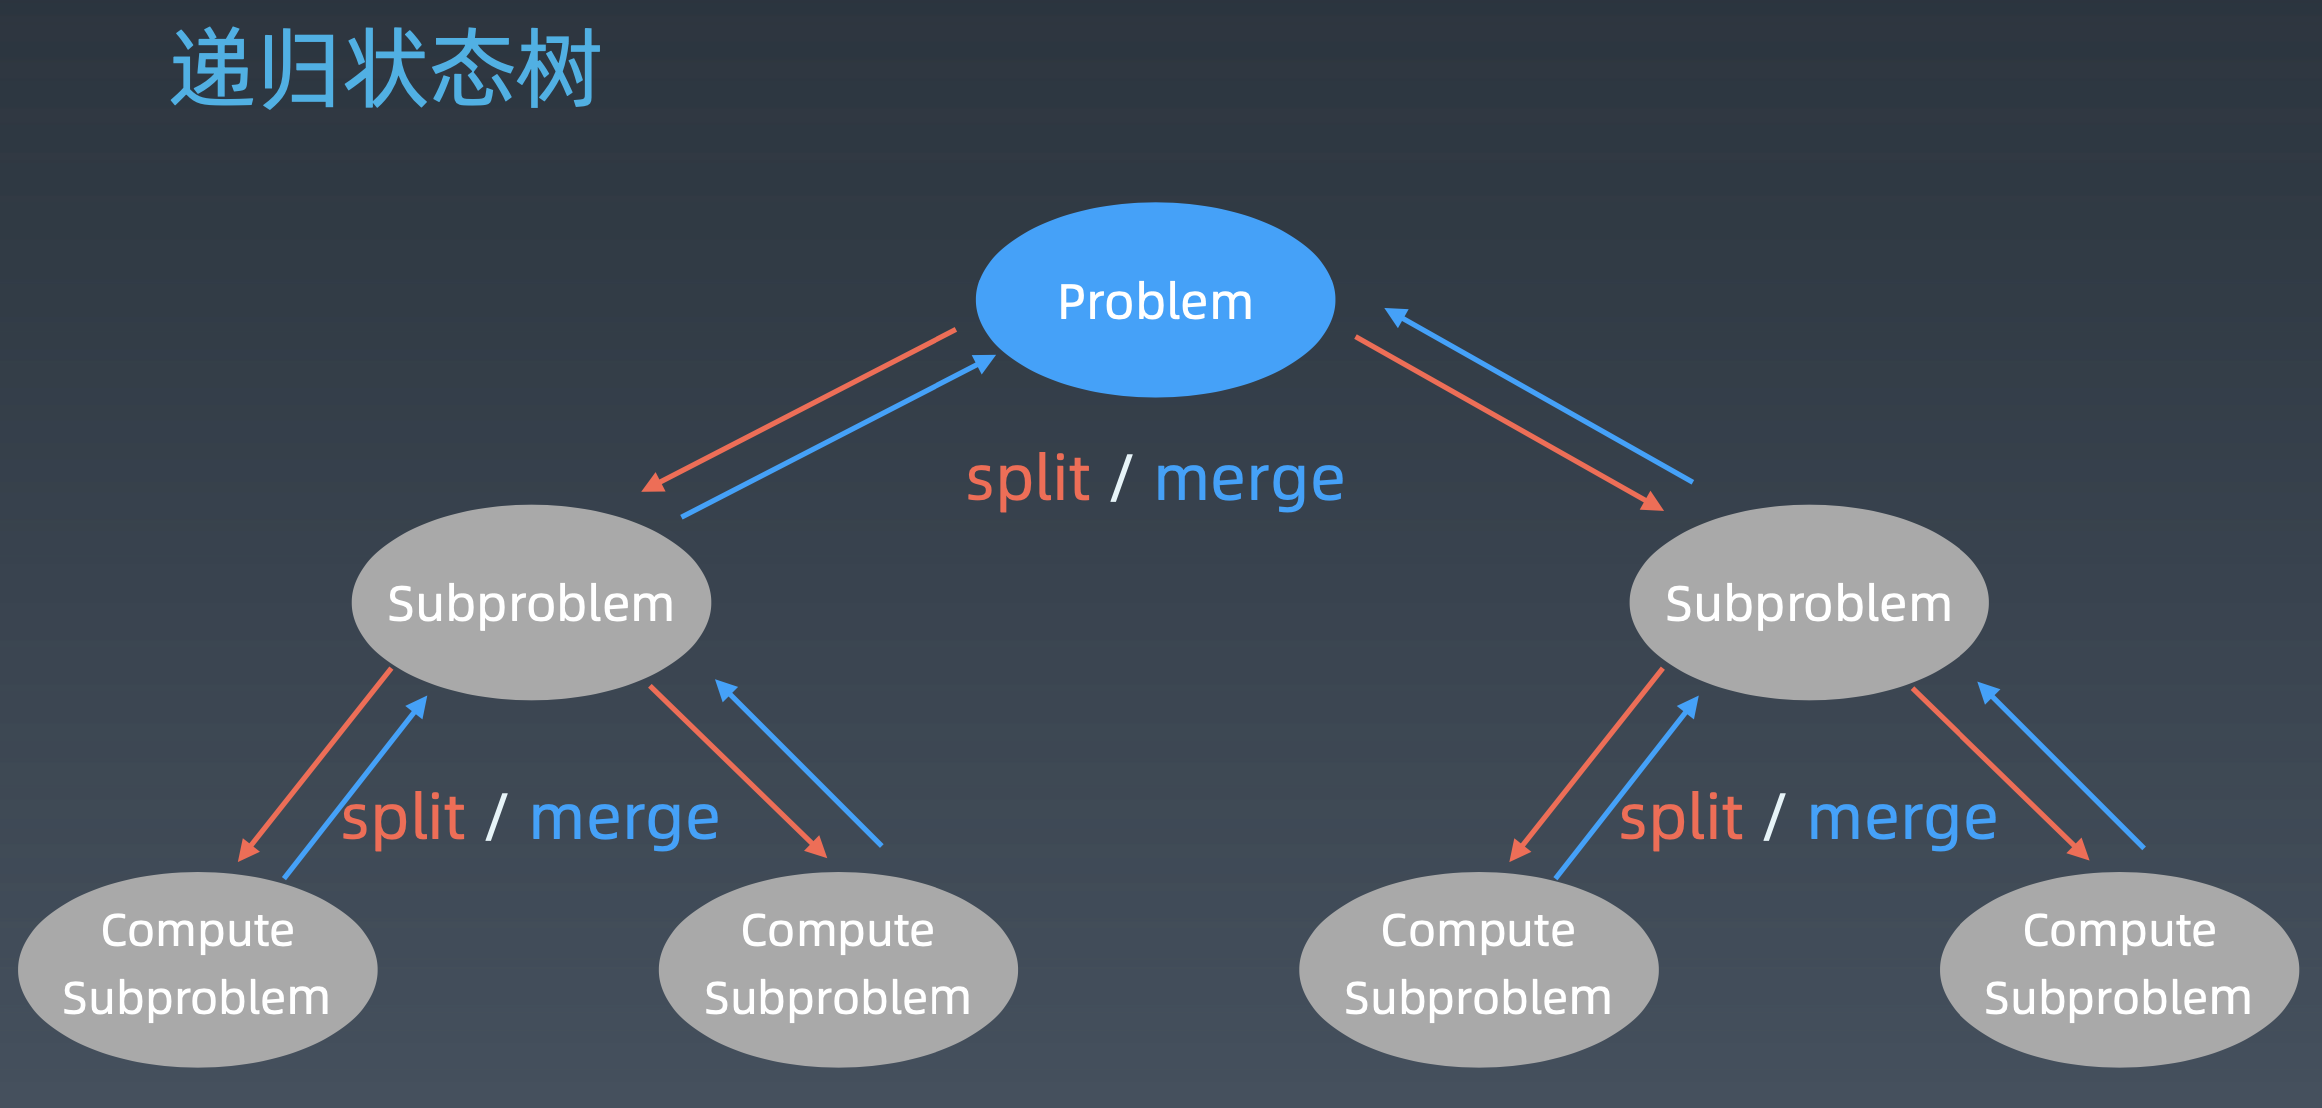 递归状态树
Problem
split / merge
Subproblem
Subproblem
split / merge
split / merge
Compute
Subproblem
Compute
Subproblem
Compute
Subproblem
Compute
Subproblem